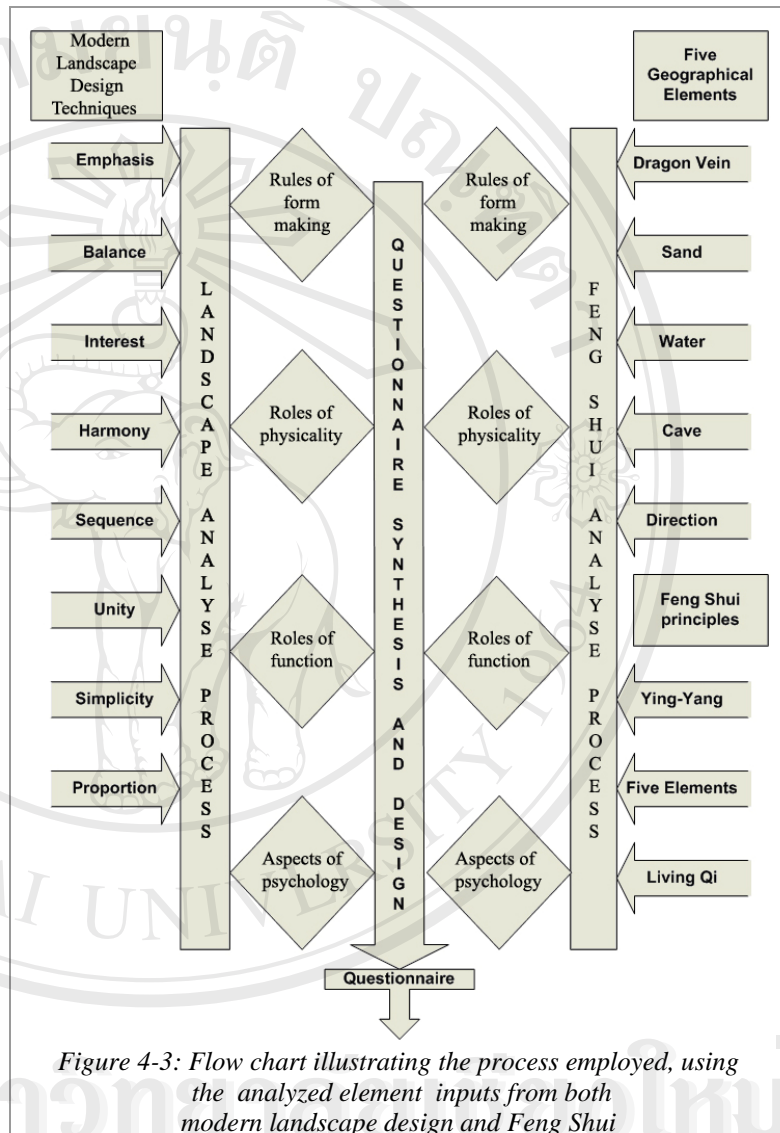 Modern
Landscape
Design
Techniques
Emphasis
Balance
Interest
Harmony
Sequence
Unity
Simplicity
Proportion
LANDSCAPE ANALYSE PROCESS
Rules of
form
making
Roles of
physicality
Roles of
function
Aspects of
psychology
QUESTIONNAIRE SYNTHESIS AND DESIGN
Rules of
form
making
Roles of
physicality
Roles of
function
Aspects of
psychology
FENG SHUI ANALYSE PROCESS
Five
Geographical
Elements
Dragon Vein
Sand
Water
Cave
Direction
Feng Shui
principles
Ying-Yang
Five Elements
Living Qi
Questionnaire
Figure 4-3: Flow chart illustrating the process employed, using
the analyzed element inputs from both
modern landscape design and Feng Shui